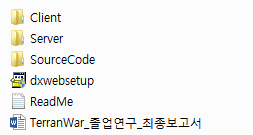 Client
Server
SourceCode
dxwebsetup
ReadMe
TerranWar_졸업연구_최종보고서